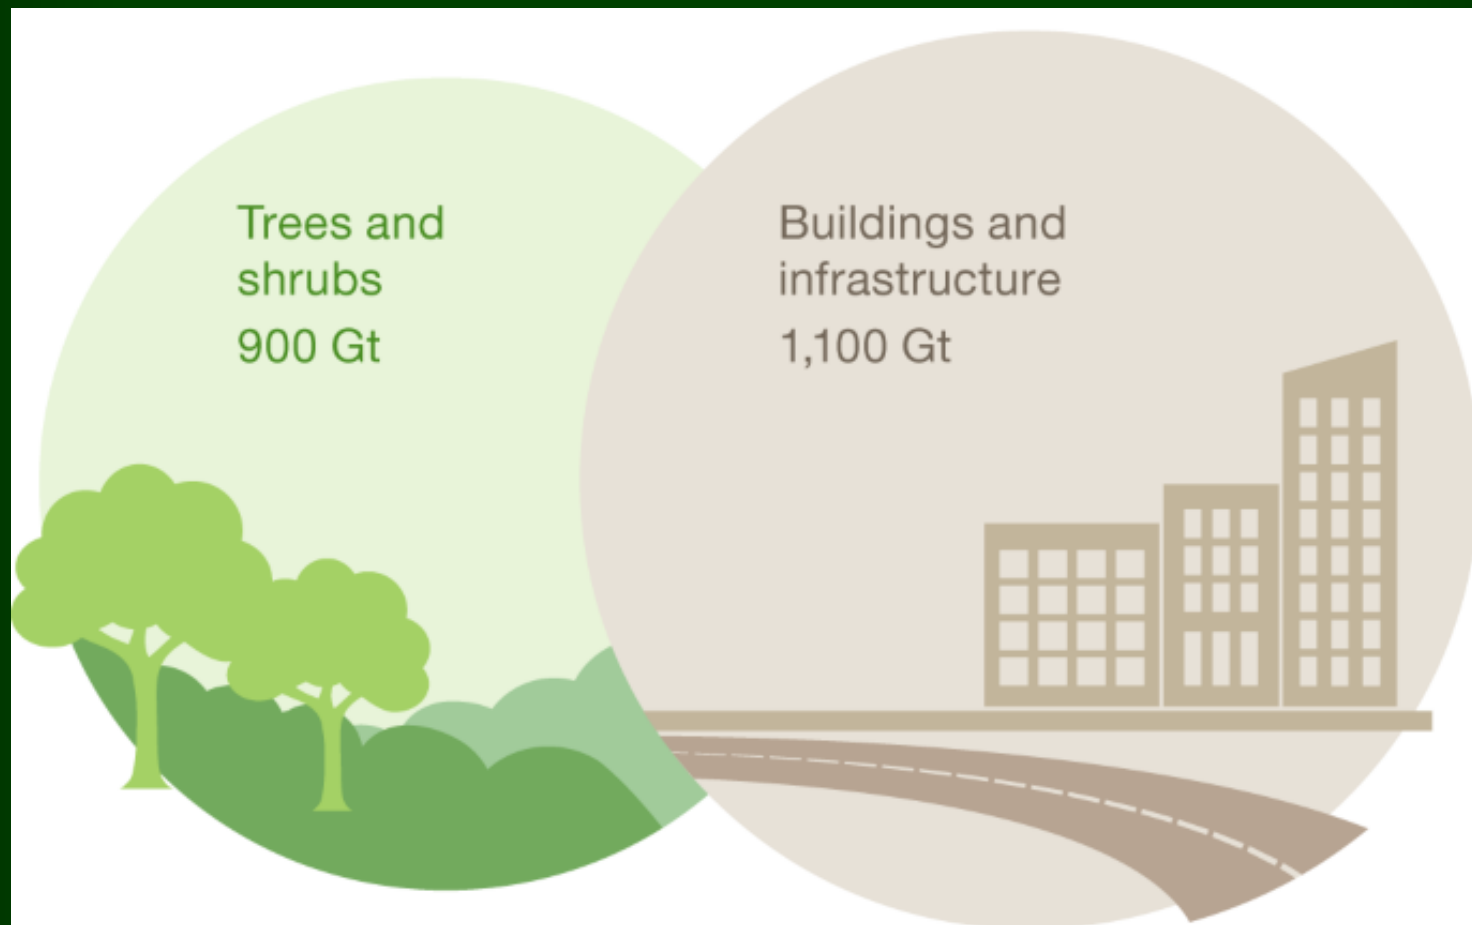 Trees and
shrubs
900 Gt
Buildings and
infrastructure
1,100 Gt